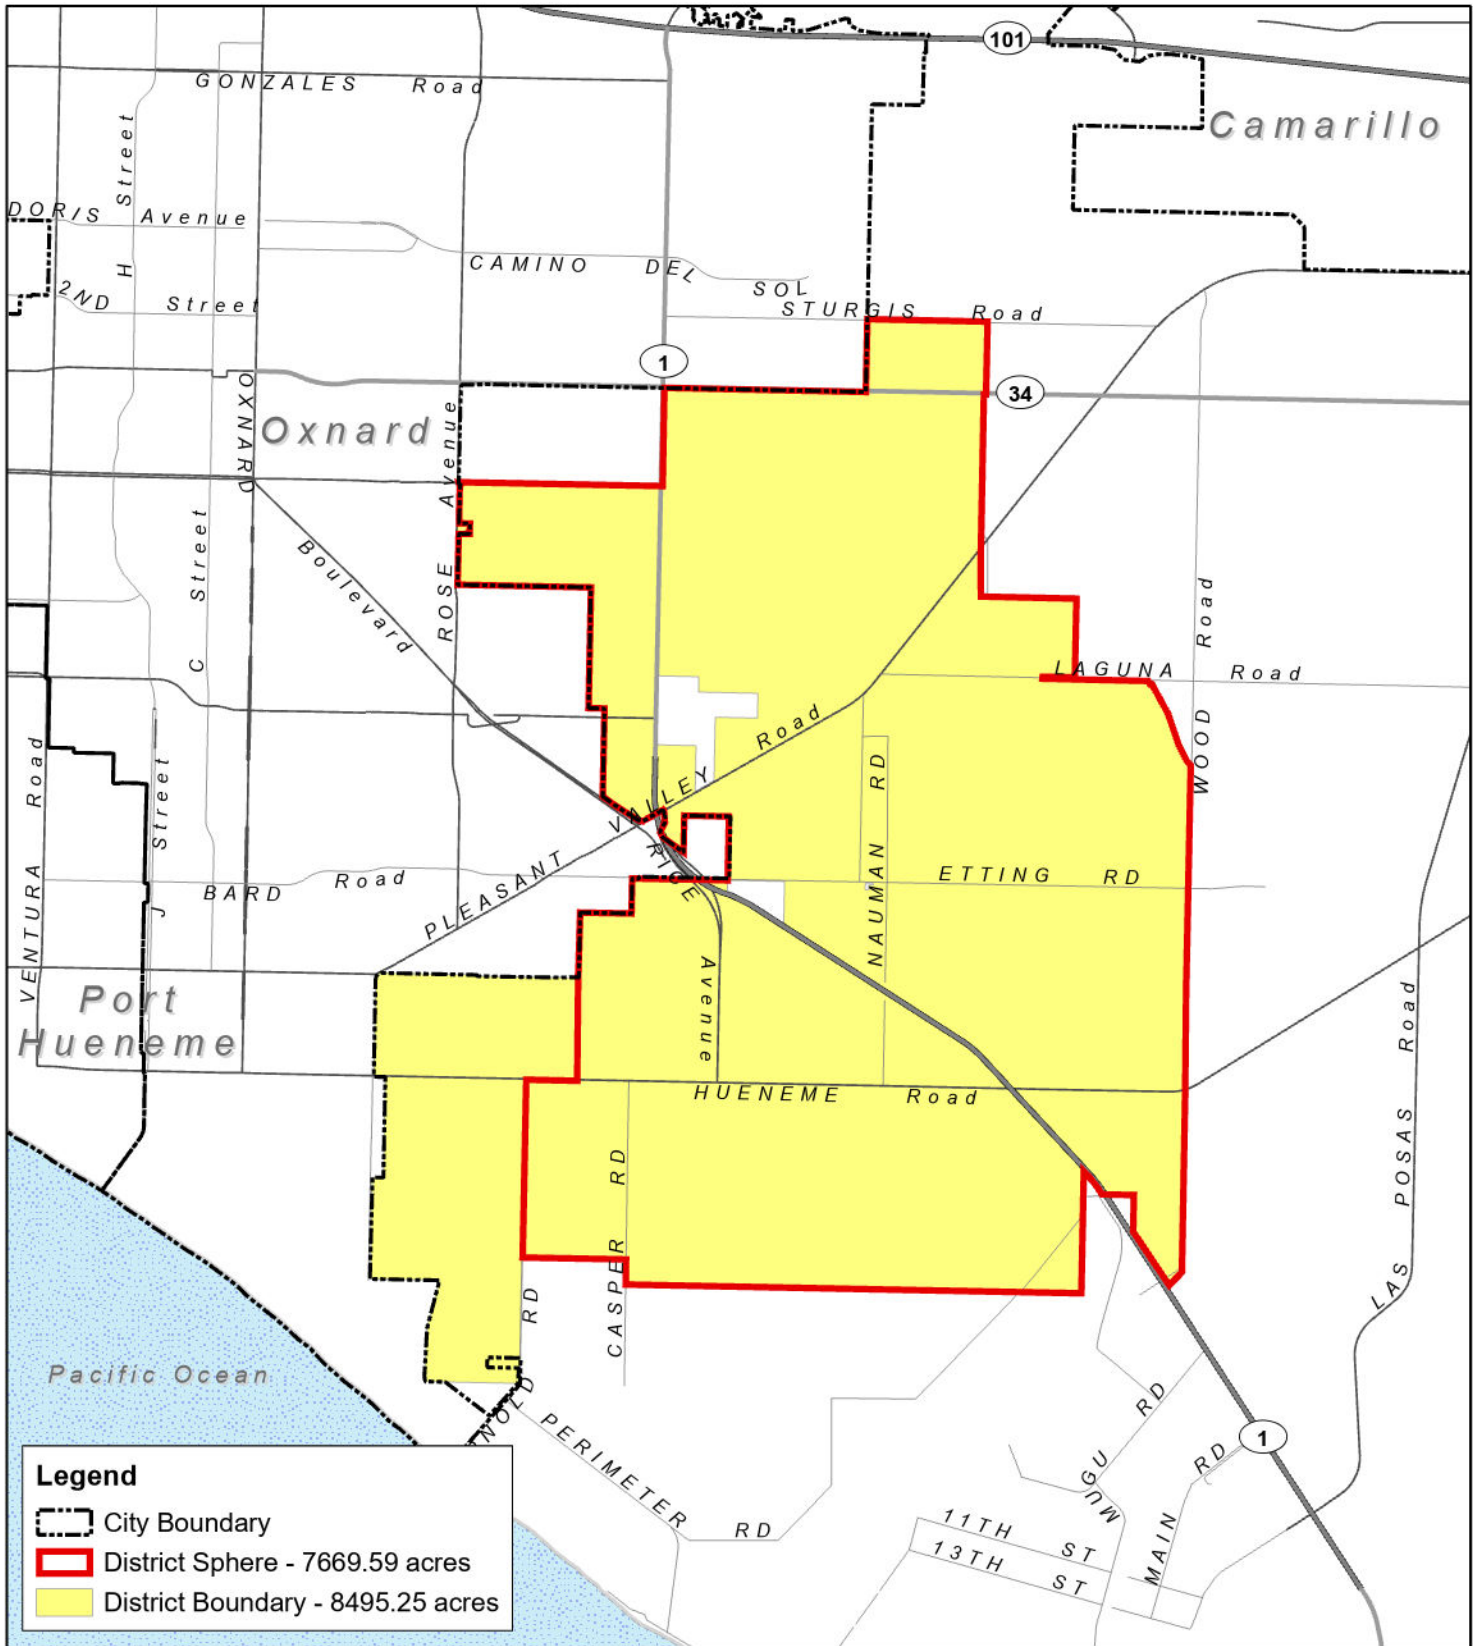 101
GONZALES Road
Camarillo
H Street
DORIS Avenue
CAMINO DEL SOL
2ND Street
STURGIS Road
1
34
OXNARD
Boulevard
Oxnard
ROSE Avenue
C Street
LAGUNA Road
WOOD Road
VENTURA Road
J Street
PLEASANT VALLEY Road
NAUMAN RD
BARD Road
RICE Avenue
ETTING RD
Port
Hueneme
HUENEME Road
LAS POSAS Road
CASPER RD
RD
NOLD
Pacific Ocean
PERIMETER RD
MUGU RD
MAIN RD
1
11TH ST
13TH ST
Legend
City Boundary
District Sphere - 7669.59 acres
District Boundary - 8495.25 acres